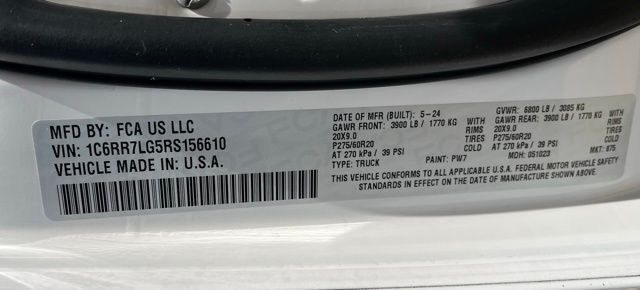 MFD BY: FCA US LLC
VIN: 1C6RR7LG5RS156610
VEHICLE MADE IN: U.S.A.
DATE OF MFR (BUILT): 5-24 GVWR: 6800 LB / 3085 KG
GAWR FRONT: 3900 LB / 1770 KG WITH GAWR REAR: 3900 LB / 1770 KG WITH
20X9.0 RIMS 20X9.0 RIMS
P275/60R20 TIRES P275/60R20 TIRES
AT 270 kPa / 39 PSI COLD AT 270 kPa / 39 PSI COLD
TYPE: TRUCK PAINT: PW7 MDH: 051023 MKT: 875
THIS VEHICLE CONFORMS TO ALL APPLICABLE U.S.A. FEDERAL MOTOR VEHICLE SAFETY
STANDARDS IN EFFECT ON THE DATE OF MANUFACTURE SHOWN ABOVE.